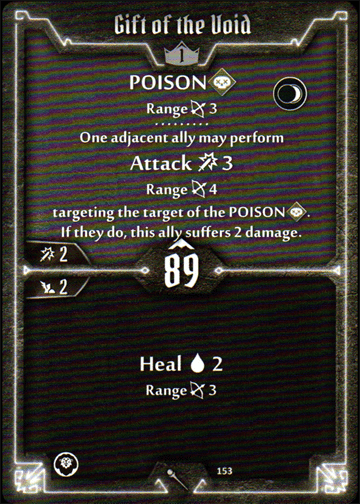 Gift of the Void
1
POISON
Range 3
One adjacent ally may perform
Attack 3
Range 4
targeting the target of the POISON .
If they do, this ally suffers 2 damage.
2
89
2
Heal 2
Range 3
153